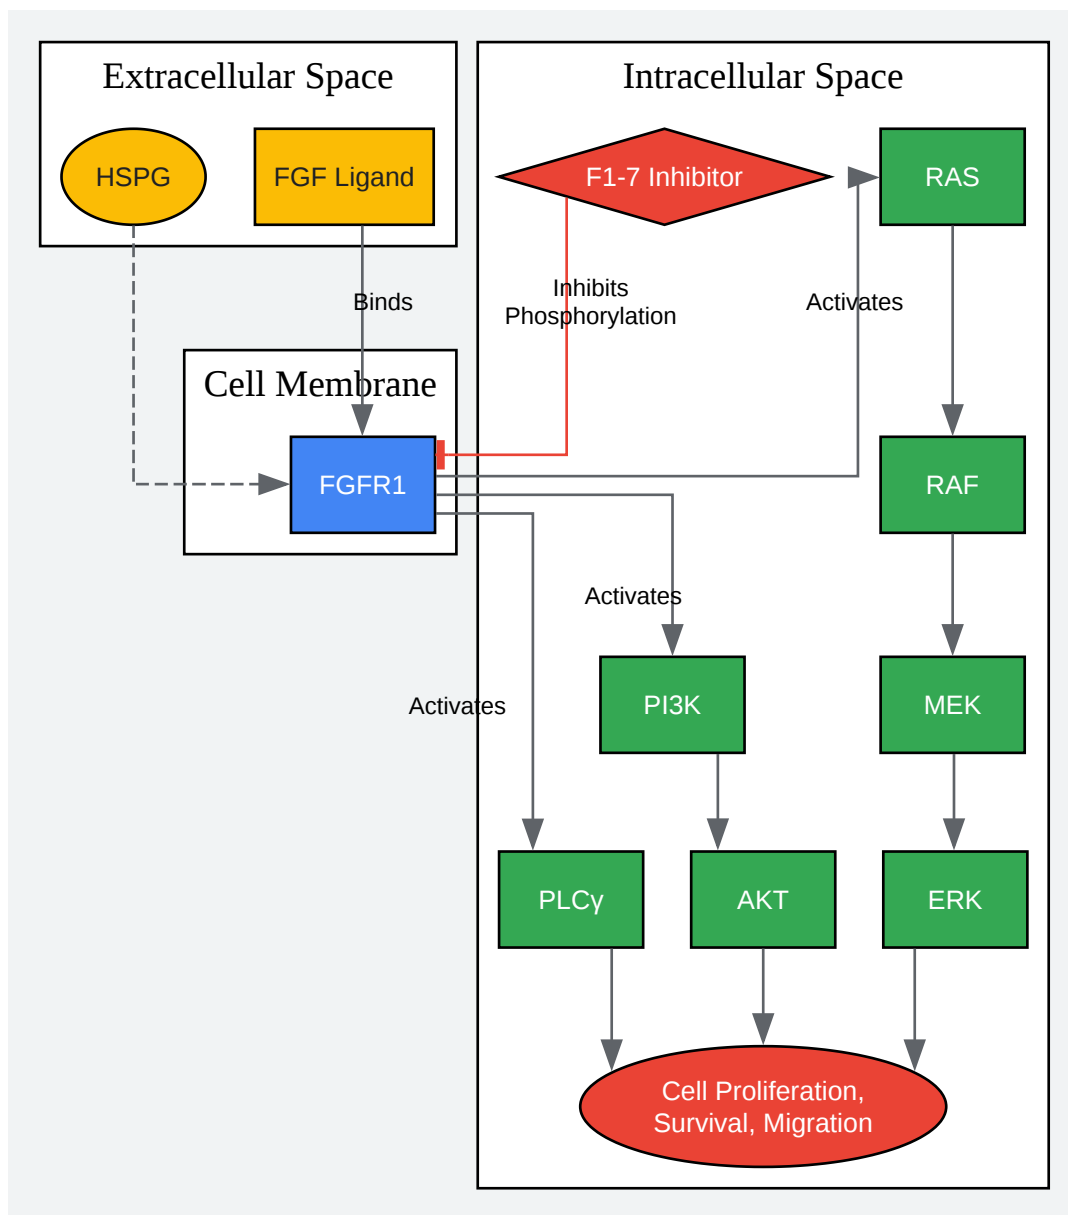 Extracellular Space
Intracellular Space
HSPG
FGF Ligand
F1-7 Inhibitor
RAS
Binds
Inhibits
Phosphorylation
Activates
Cell Membrane
FGFR1
RAF
Activates
Activates
PI3K
MEK
PLCγ
AKT
ERK
Cell Proliferation,
Survival, Migration